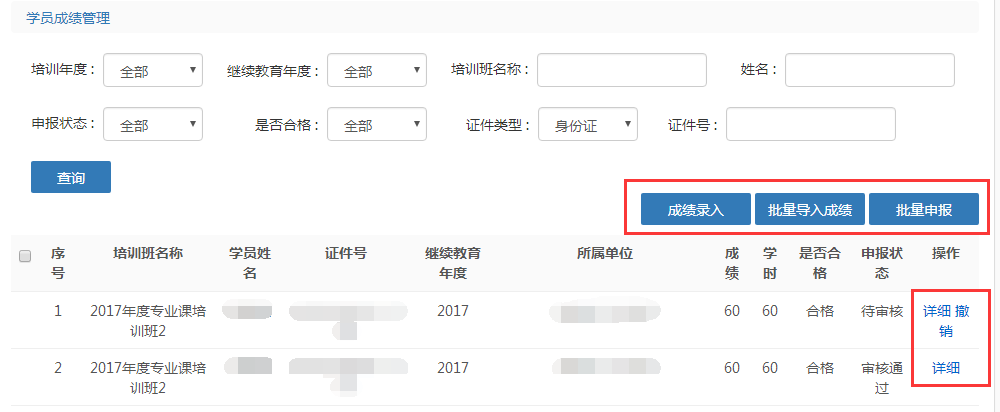 学员成绩管理
培训年度： 全部 继续教育年度： 全部 培训班名称： 姓名：
申报状态： 全部 是否合格： 全部 证件类型： 身份证 证件号：
查询
成绩录入 批量导入成绩 批量申报
序号 培训班名称 学员姓名 证件号 继续教育年度 所属单位 成绩 学时 是否合格 申报状态 操作
1 2017年度专业课培训班2 2017 60 60 合格 待审核 详细 撤销
2 2017年度专业课培训班2 2017 60 60 合格 审核通过 详细